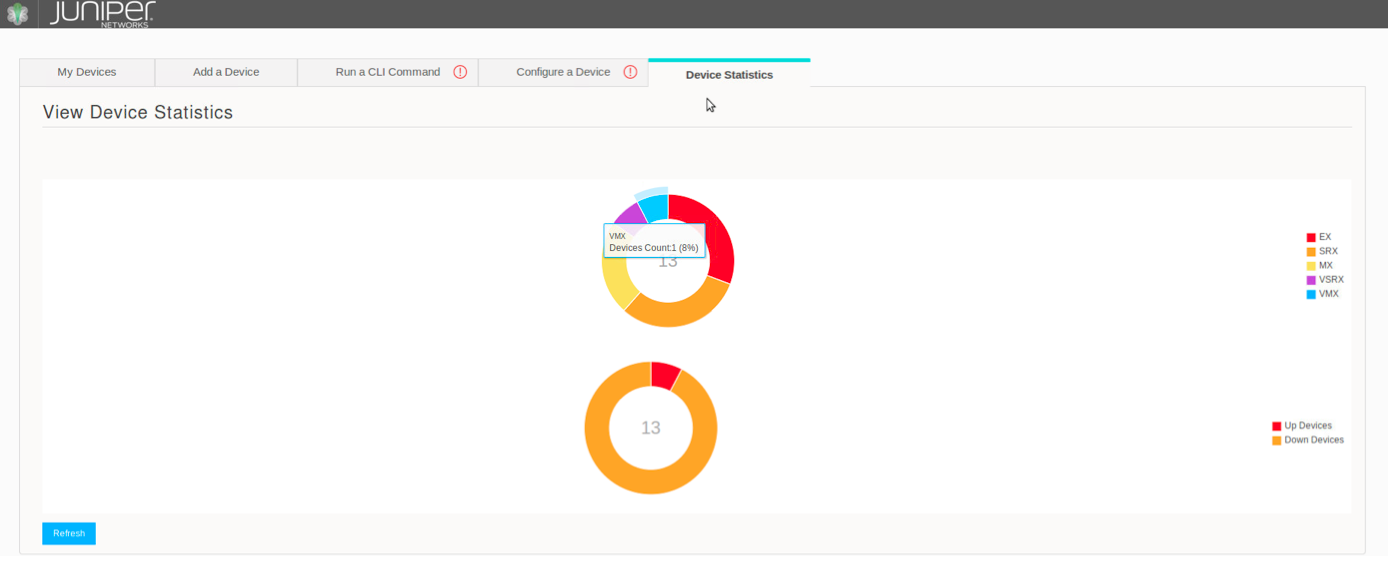 JUNIPER
NETWORKS
My Devices
Add a Device
Run a CLI Command
Configure a Device
Device Statistics
View Device Statistics
VMX
Devices Count:1 (8%)
13
EX
SRX
MX
VSRX
VMX
13
Up Devices
Down Devices
Refresh